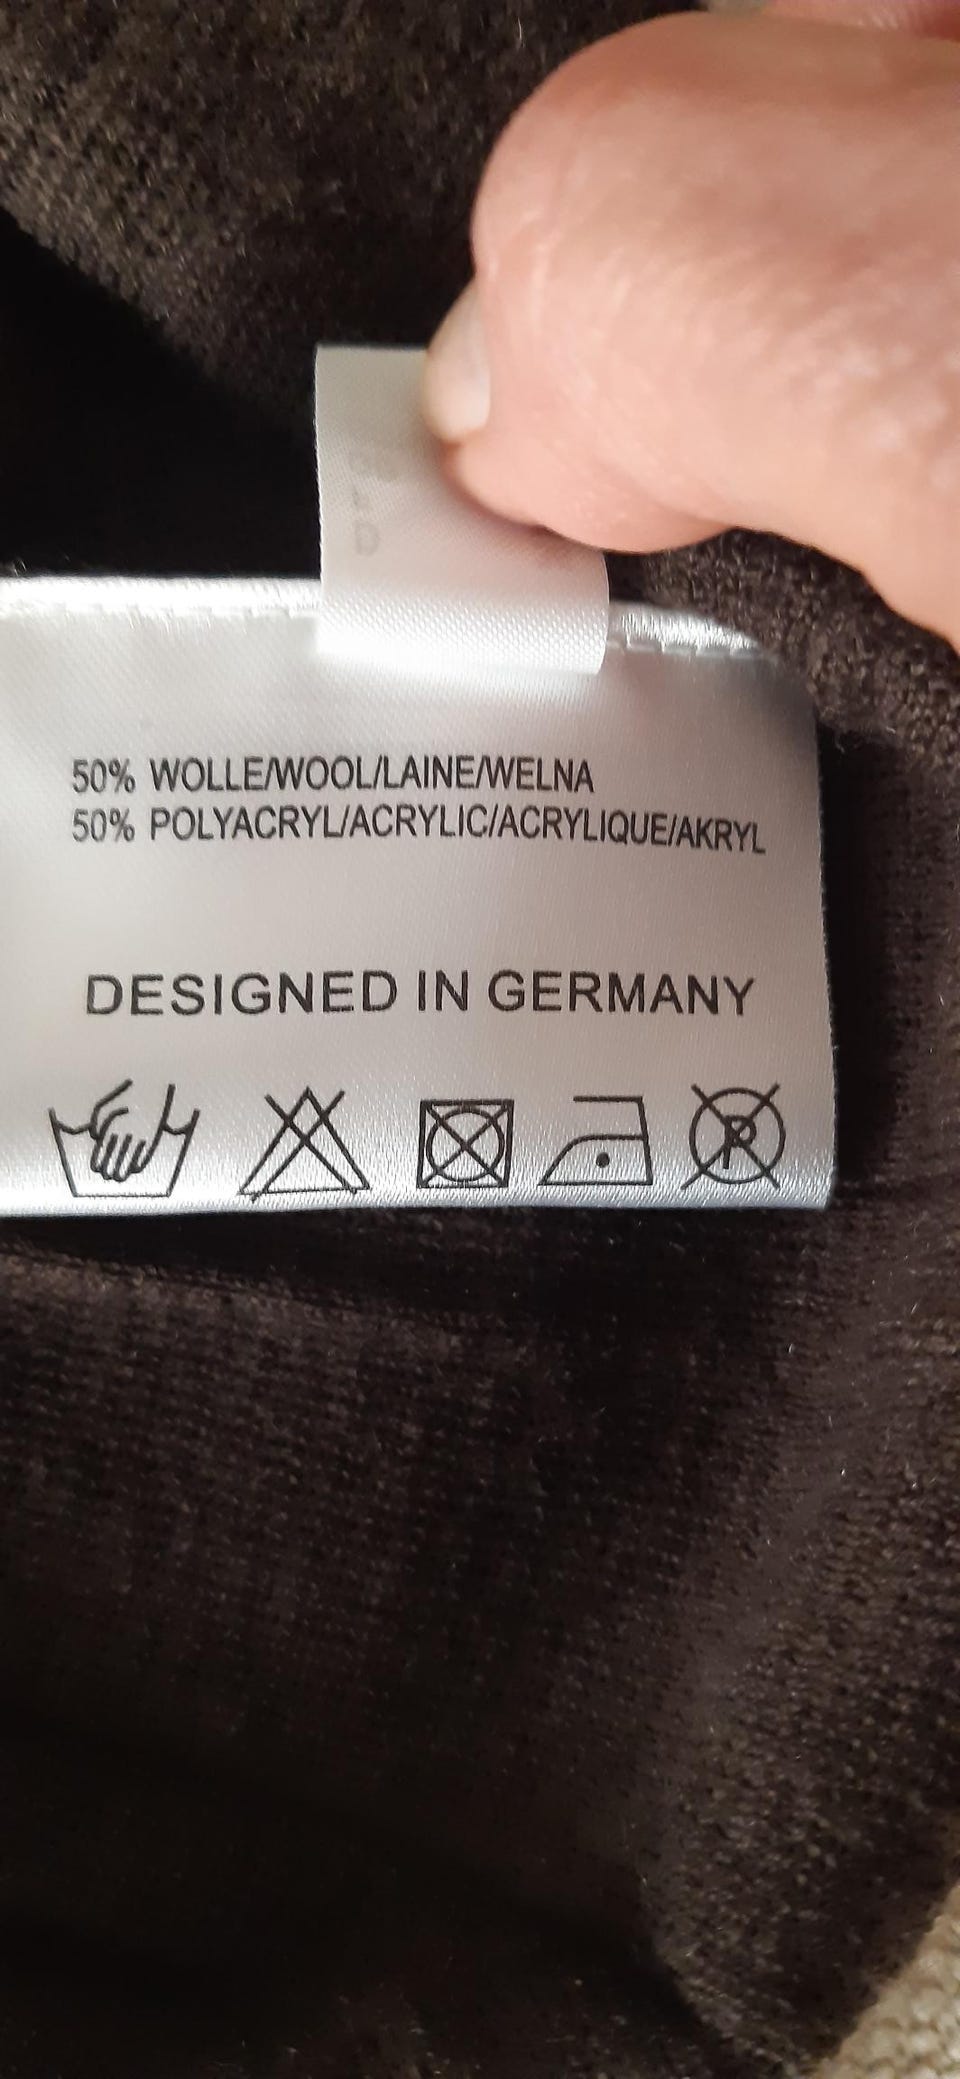 50% WOLLE/WOOL/LAINE/WELNA
50% POLYACRYL/ACRYLIC/ACRYLIQUE/AKRYL
DESIGNED IN GERMANY
P